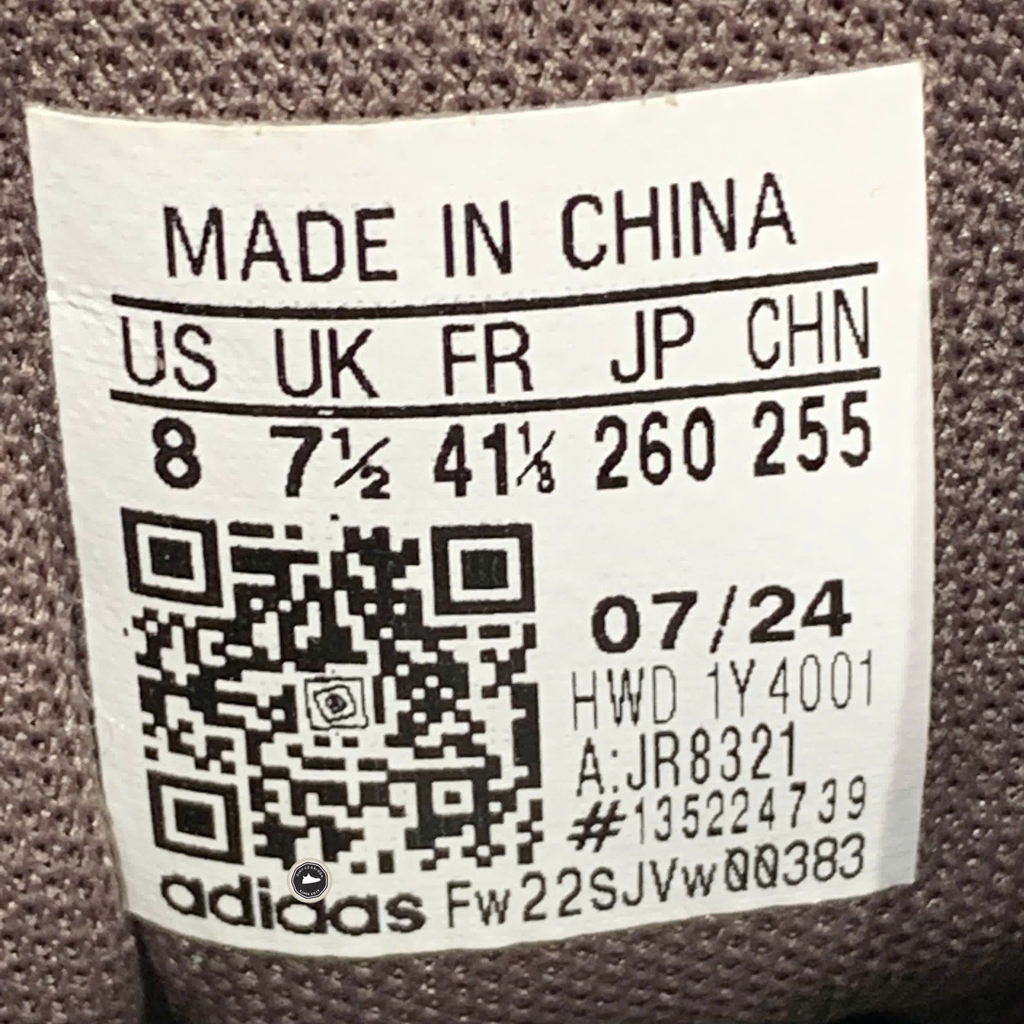 MADE IN CHINA
US UK FR JP CHN
8 7½ 41⅓ 260 255
07/24
HWD 1Y4001
A:JR8321
#135224739
adidas Fw22SJVw00383